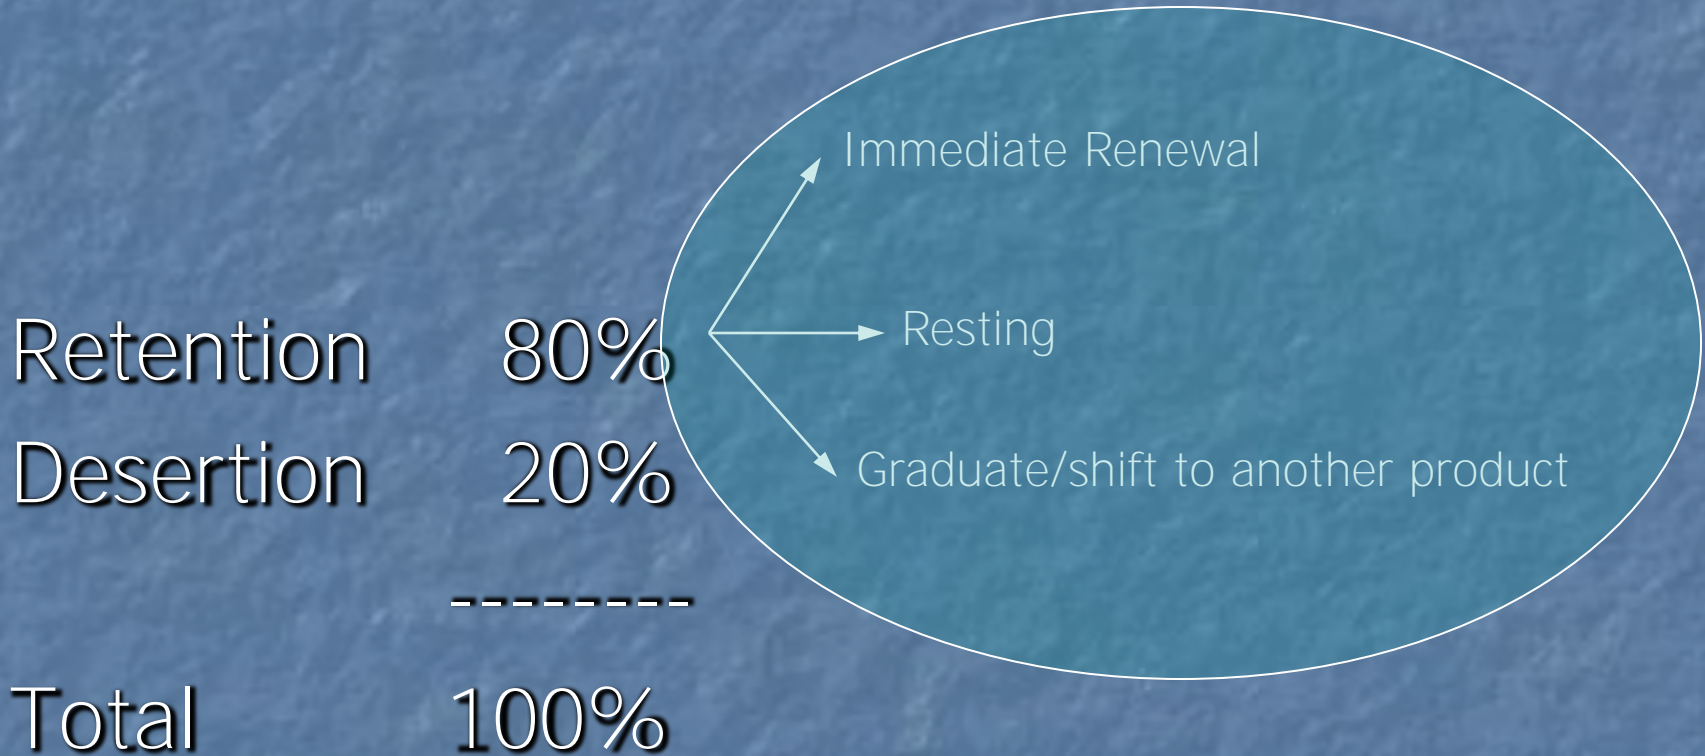 Immediate Renewal
Resting
Retention 80%
Graduate/shift to another product
Desertion 20%
--------
Total 100%